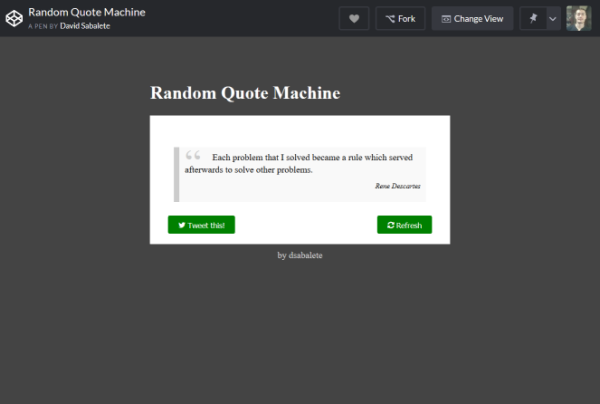 Random Quote Machine
A PEN BY David Sabalete
Fork
Change View
Random Quote Machine
Each problem that I solved became a rule which served
afterwards to solve other problems.
Rene Descartes
Tweet this!
Refresh
by dsabalete